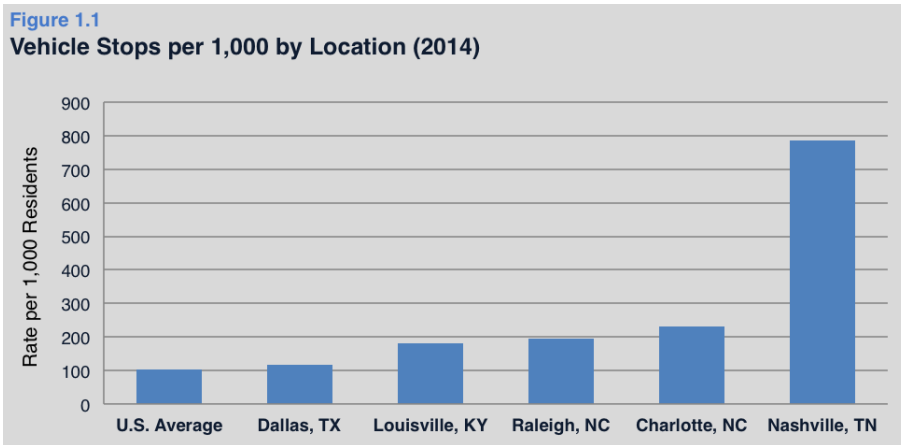 Figure 1.1
Vehicle Stops per 1,000 by Location (2014)
Rate per 1,000 Residents
900
800
700
600
500
400
300
200
100
0
U.S. Average
Dallas, TX
Louisville, KY
Raleigh, NC
Charlotte, NC
Nashville, TN